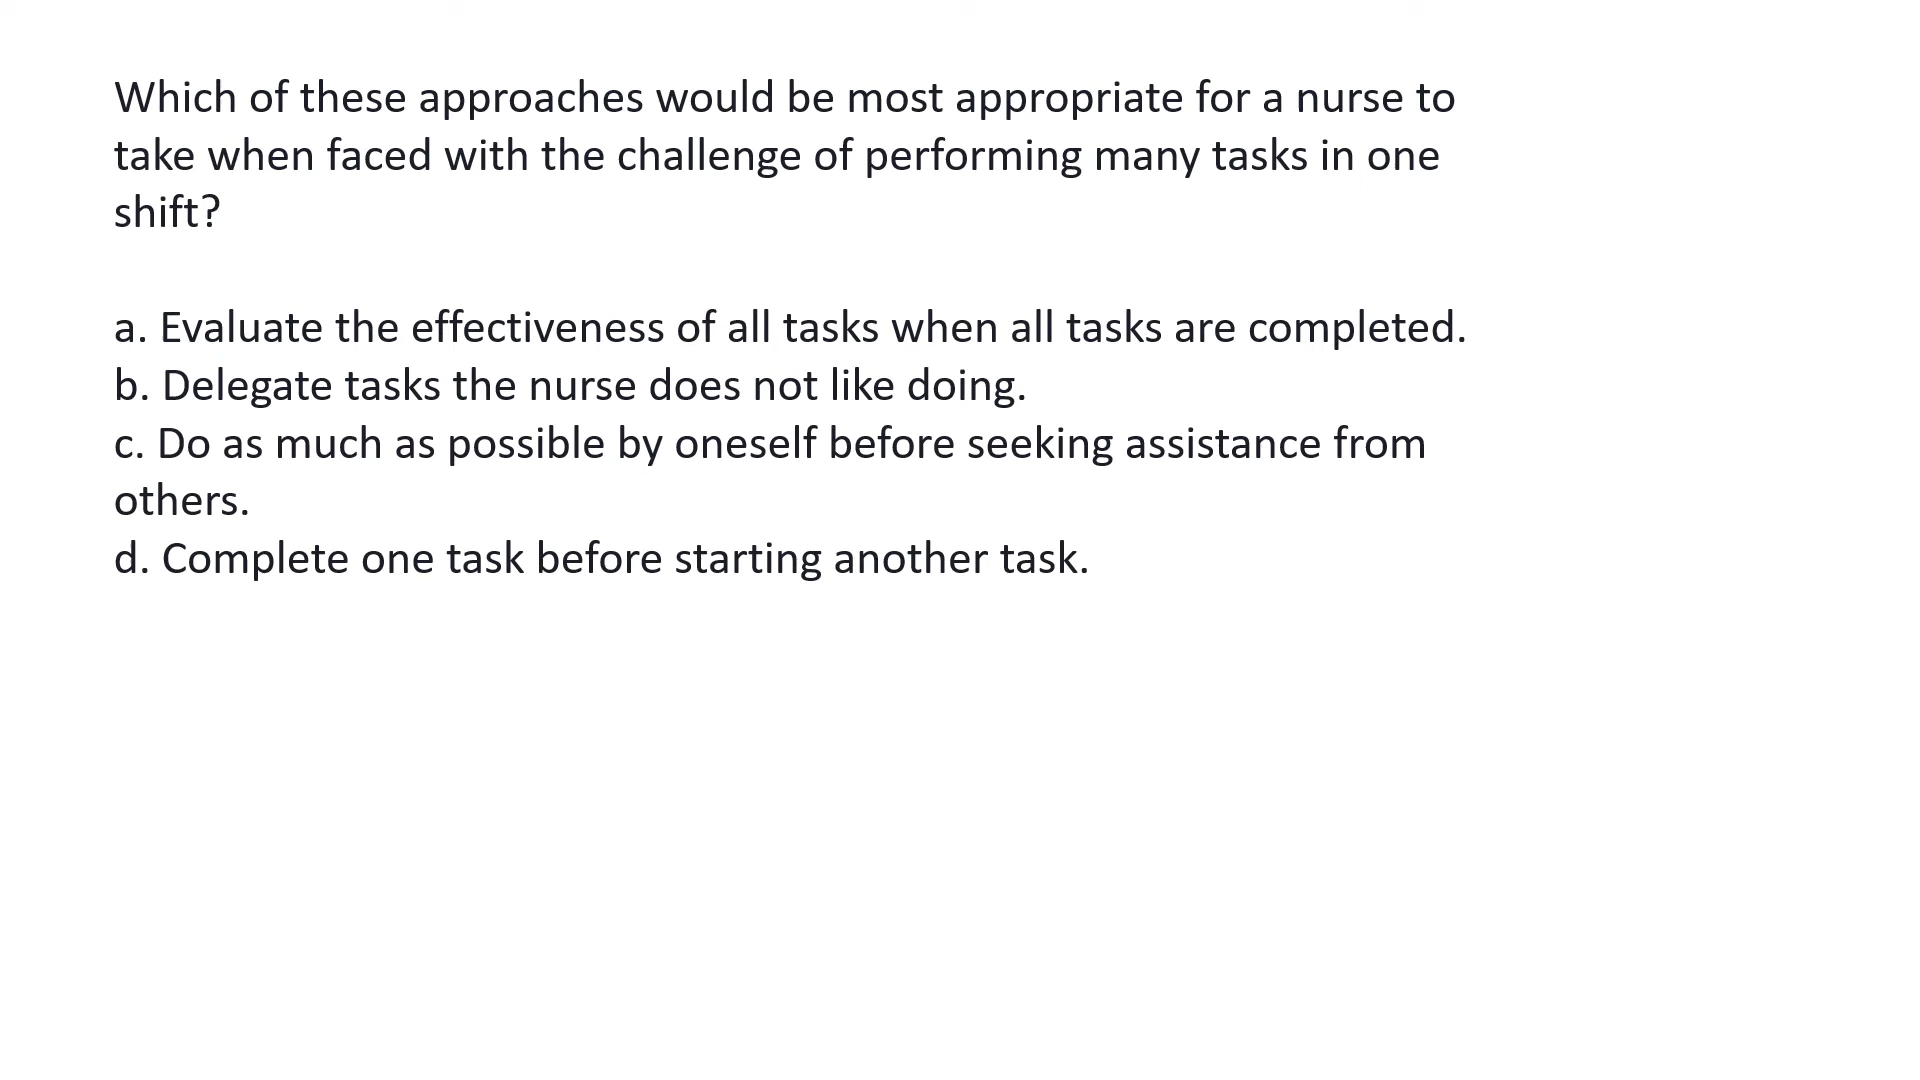 Which of these approaches would be most appropriate for a nurse to
take when faced with the challenge of performing many tasks in one
shift?
a. Evaluate the effectiveness of all tasks when all tasks are completed.
b. Delegate tasks the nurse does not like doing.
c. Do as much as possible by oneself before seeking assistance from
others.
d. Complete one task before starting another task.